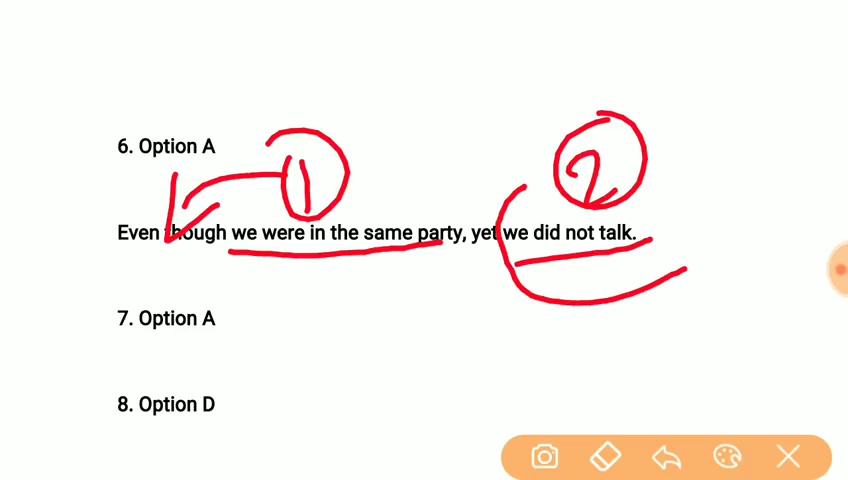 6. Option A
1
2
Even though we were in the same party, yet we did not talk.
7. Option A
8. Option D